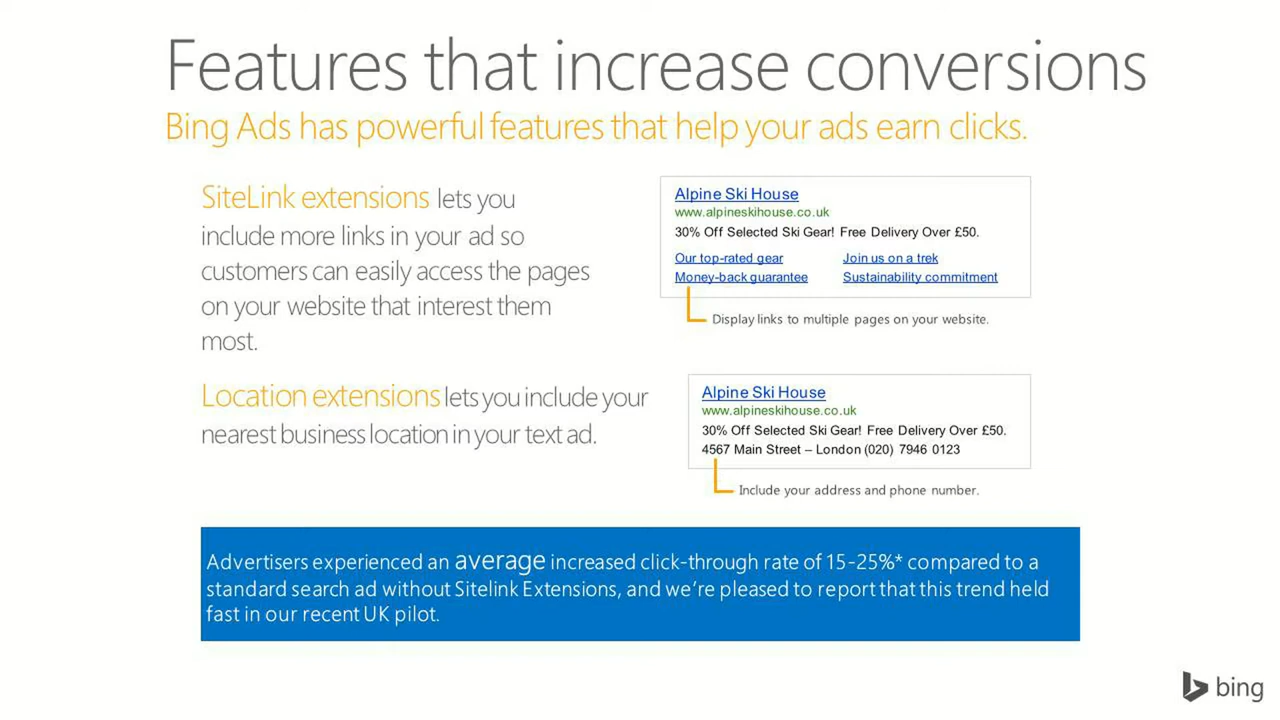 Features that increase conversions
Bing Ads has powerful features that help your ads earn clicks.
SiteLink extensions lets you
include more links in your ad so
customers can easily access the pages
on your website that interest them
most.
Alpine Ski House
www.alpineskihouse.co.uk
30% Off Selected Ski Gear! Free Delivery Over £50.
Our top-rated gear Join us on a trek
Money-back guarantee Sustainability commitment
Display links to multiple pages on your website.
Location extensions lets you include your
nearest business location in your text ad.
Alpine Ski House
www.alpineskihouse.co.uk
30% Off Selected Ski Gear! Free Delivery Over £50.
4567 Main Street – London (020) 7946 0123
Include your address and phone number.
Advertisers experienced an average increased click-through rate of 15-25%* compared to a
standard search ad without Sitelink Extensions, and we're pleased to report that this trend held
fast in our recent UK pilot.
bing